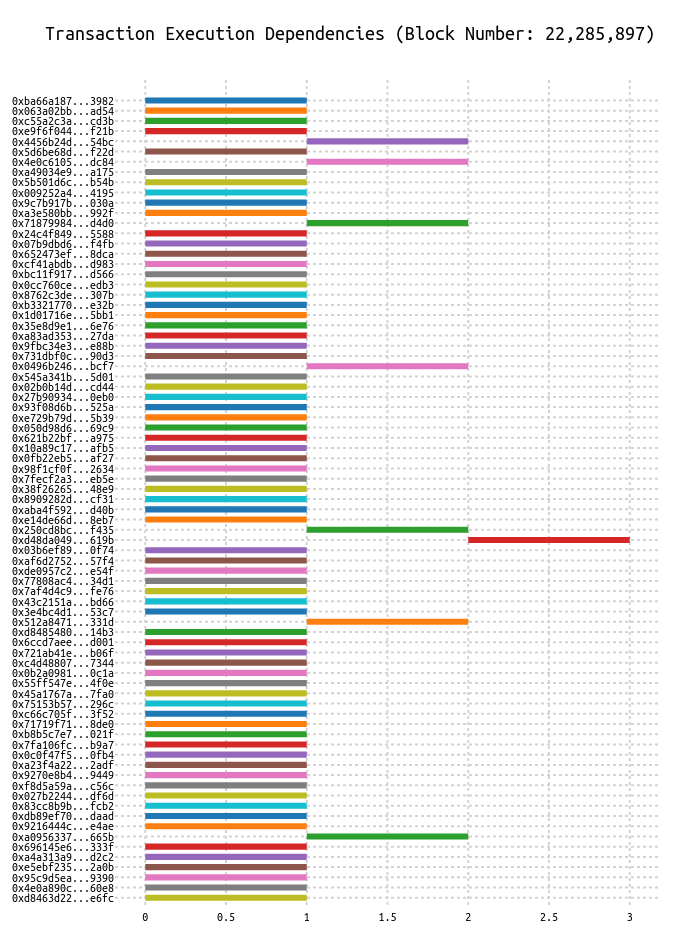 Transaction Execution Dependencies (Block Number: 22,285,897)
0xba66a187...3982
0x063a02bb...ad54
0xc55a2c3a...cd3b
0xe9f6f044...f21b
0x4456b24d...54bc
0x5d6be68d...f22d
0x4e0c6105...dc84
0xa49034e9...a175
0x5b501d6c...b54b
0x009252a4...4195
0x9c7b917b...030a
0xa3e580bb...992f
0x71879984...d4d0
0x24c4f849...5588
0x07b9dbd6...f4fb
0x652473ef...8dca
0xcf41abdb...d983
0xbc11f917...d566
0x0cc760ce...edb3
0x8762c3de...307b
0xb3321770...e32b
0x1d01716e...5bb1
0x35e8d9e1...6e76
0xa83ad353...27da
0x9fbc34e3...e88b
0x731dbf0c...90d3
0x0496b246...bcf7
0x545a341b...5d01
0x02b0b14d...cd44
0x27b90934...0eb0
0x93f08d6b...525a
0xe729b79d...5b39
0x050d98d6...69c9
0x621b22bf...a975
0x10a89c17...afb5
0x0fb22eb5...af27
0x98f1cf0f...2634
0x7fecf2a3...eb5e
0x38f26265...48e9
0x8909282d...cf31
0xaba4f592...d40b
0xe14de66d...8eb7
0x250cd8bc...f435
0xd48da049...619b
0x03b6ef89...0f74
0xaf6d2752...57f4
0xde0957c2...e54f
0x77808ac4...34d1
0x7af4d4c9...fe76
0x43c2151a...bd66
0x3e4bc4d1...53c7
0x512a8471...331d
0xd8485480...14b3
0x6ccd7aee...d001
0x721ab41e...b06f
0xc4d48807...7344
0x0b2a0981...0c1a
0x55ff547e...4f0e
0x45a1767a...7fa0
0x75153b57...296c
0xc66c705f...3f52
0x71719f71...8de0
0xb8b5c7e7...021f
0x7fa106fc...b9a7
0x0c0f47f5...0fb4
0xa23f4a22...2adf
0x9270e8b4...9449
0xf8d5a59a...c56c
0x027b2244...df6d
0x83cc8b9b...fcb2
0xdb89ef70...daad
0x9216444c...e4ae
0xa0956337...665b
0x696145e6...333f
0xa4a313a9...d2c2
0xe5ebf235...2a0b
0x95c9d5ea...9390
0x4e0a890c...60e8
0xd8463d22...e6fc
0 0.5 1 1.5 2 2.5 3